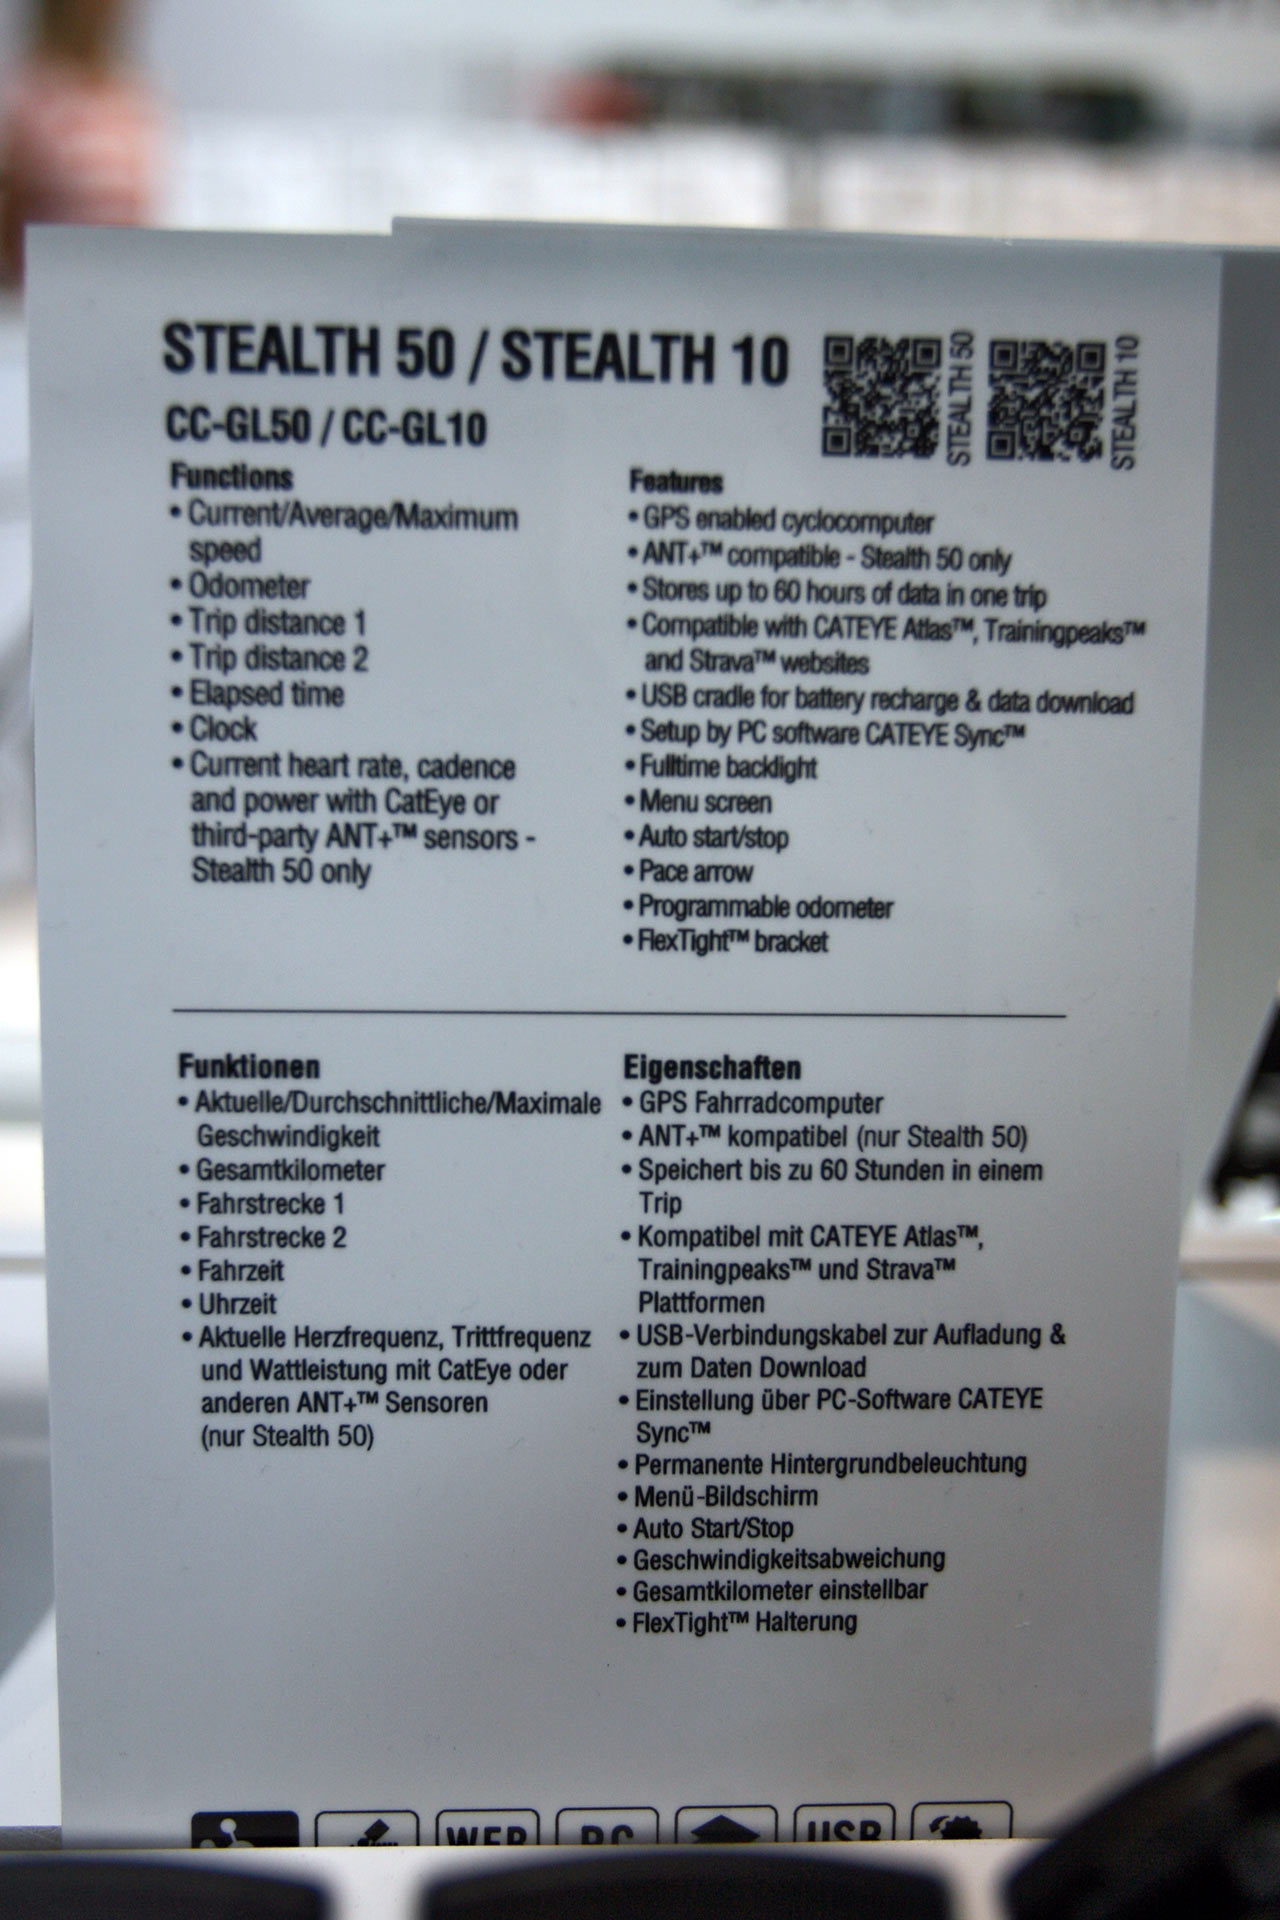 STEALTH 50 / STEALTH 10
STEALTH 50
STEALTH 10
CC-GL50 / CC-GL10
Functions
• Current/Average/Maximum
speed
• Odometer
• Trip distance 1
• Trip distance 2
• Elapsed time
• Clock
• Current heart rate, cadence
and power with CatEye or
third-party ANT+™ sensors -
Stealth 50 only
Features
• GPS enabled cyclocomputer
• ANT+™ compatible - Stealth 50 only
• Stores up to 60 hours of data in one trip
• Compatible with CATEYE Atlas™, Trainingpeaks™
and Strava™ websites
• USB cradle for battery recharge & data download
• Setup by PC software CATEYE Sync™
• Fulltime backlight
• Menu screen
• Auto start/stop
• Pace arrow
• Programmable odometer
• FlexTight™ bracket
Funktionen
• Aktuelle/Durchschnittliche/Maximale
Geschwindigkeit
• Gesamtkilometer
• Fahrstrecke 1
• Fahrstrecke 2
• Fahrzeit
• Uhrzeit
• Aktuelle Herzfrequenz, Trittfrequenz
und Wattleistung mit CatEye oder
anderen ANT+™ Sensoren
(nur Stealth 50)
Eigenschaften
• GPS Fahrradcomputer
• ANT+™ kompatibel (nur Stealth 50)
• Speichert bis zu 60 Stunden in einem
Trip
• Kompatibel mit CATEYE Atlas™,
Trainingpeaks™ und Strava™
Plattformen
• USB-Verbindungskabel zur Aufladung &
zum Daten Download
• Einstellung über PC-Software CATEYE
Sync™
• Permanente Hintergrundbeleuchtung
• Menü-Bildschirm
• Auto Start/Stop
• Geschwindigkeitsabweichung
• Gesamtkilometer einstellbar
• FlexTight™ Halterung
WEB
PC
USB